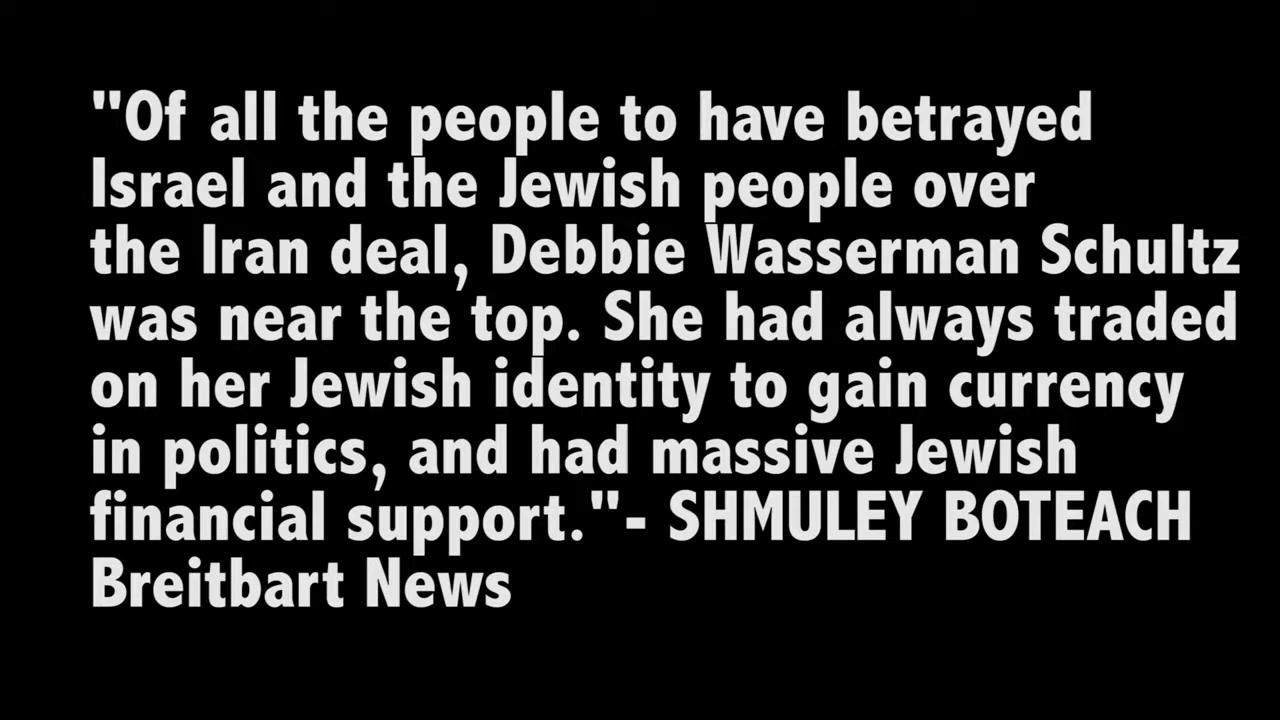 "Of all the people to have betrayed
Israel and the Jewish people over
the Iran deal, Debbie Wasserman Schultz
was near the top. She had always traded
on her Jewish identity to gain currency
in politics, and had massive Jewish
financial support."- SHMULEY BOTEACH
Breitbart News